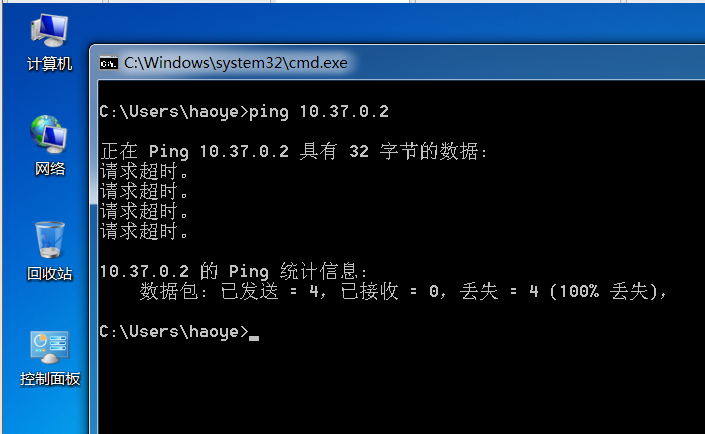 计算机
网络
回收站
控制面板
C:\Windows\system32\cmd.exe
C:\Users\haoye>ping 10.37.0.2
正在 Ping 10.37.0.2 具有 32 字节的数据:
请求超时。
请求超时。
请求超时。
请求超时。
10.37.0.2 的 Ping 统计信息:
数据包: 已发送 = 4，已接收 = 0，丢失 = 4 (100% 丢失)，
C:\Users\haoye>